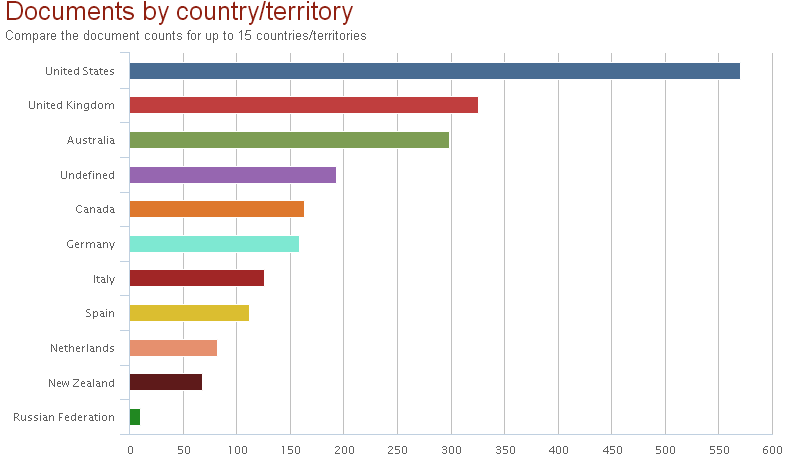 Documents by country/territory
Compare the document counts for up to 15 countries/territories
United States
United Kingdom
Australia
Undefined
Canada
Germany
Italy
Spain
Netherlands
New Zealand
Russian Federation
0 50 100 150 200 250 300 350 400 450 500 550 600